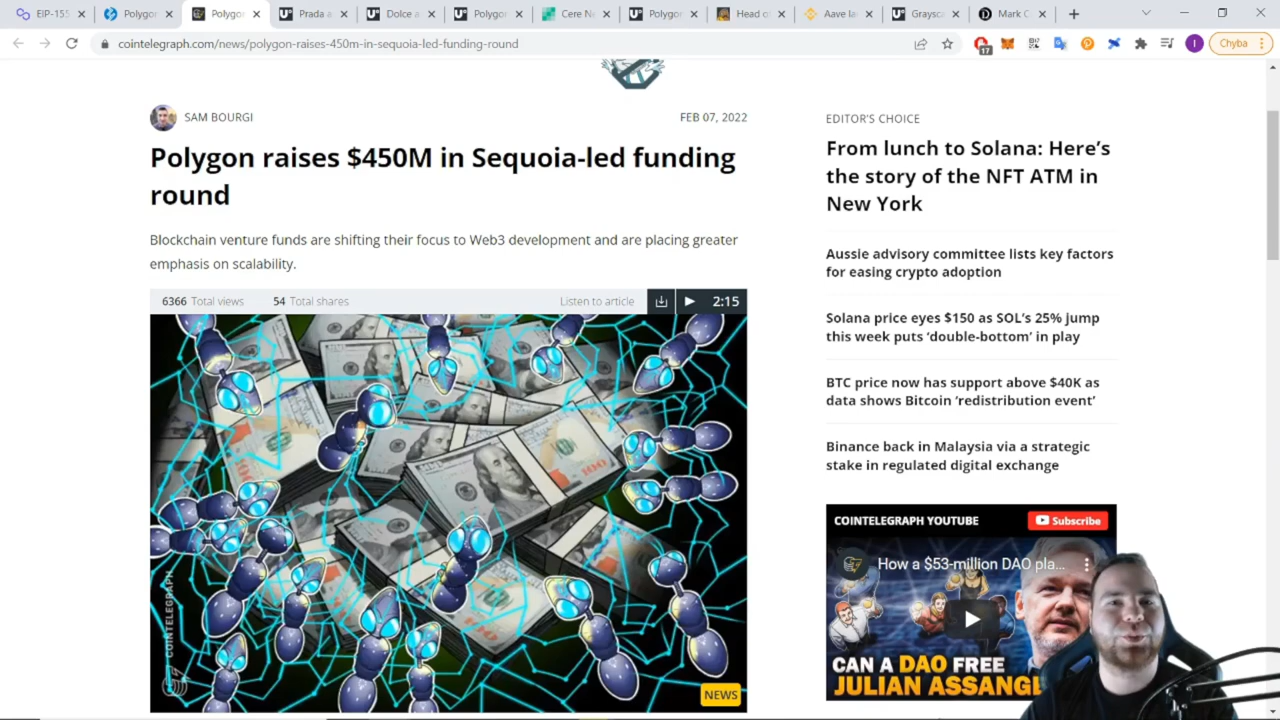 EIP-155
Polygon
Polygon
Prada a
Dolce a
Polygo
Cere Ne
Polygo
Head o
Aave la
Graysca
Mark C
cointelegraph.com/news/polygon-raises-450m-in-sequoia-led-funding-round
17
I
Chyba
SAM BOURGI
FEB 07, 2022
Polygon raises $450M in Sequoia-led funding
round
Blockchain venture funds are shifting their focus to Web3 development and are placing greater
emphasis on scalability.
6366 Total views
54 Total shares
Listen to article
2:15
COINTELEGRAPH
NEWS
EDITOR'S CHOICE
From lunch to Solana: Here's
the story of the NFT ATM in
New York
Aussie advisory committee lists key factors
for easing crypto adoption
Solana price eyes $150 as SOL's 25% jump
this week puts 'double-bottom' in play
BTC price now has support above $40K as
data shows Bitcoin 'redistribution event'
Binance back in Malaysia via a strategic
stake in regulated digital exchange
COINTELEGRAPH YOUTUBE
Subscribe
How a $53-million DAO pla...
CAN A DAO FREE
JULIAN ASSANGE